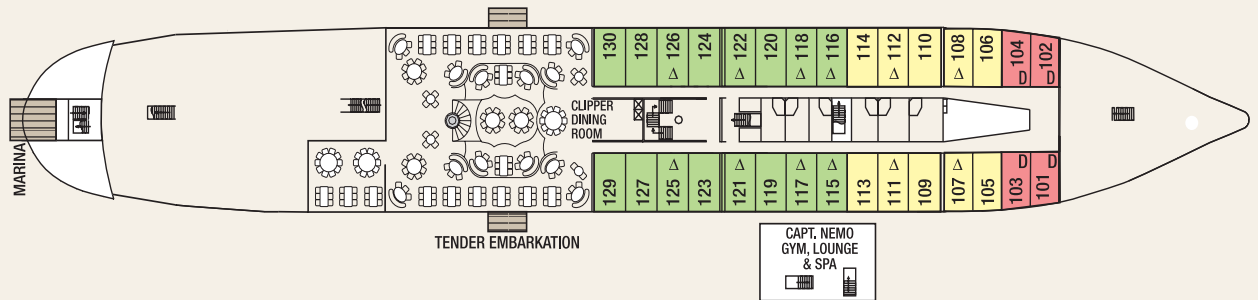 130 128 126 124 122 120 118 116 114 112 110 108 106 104 102
Δ Δ Δ Δ Δ Δ D D
CLIPPER
DINING
ROOM
MARINA
Δ Δ Δ Δ Δ Δ D D
129 127 125 123 121 119 117 115 113 111 109 107 105 103 101
TENDER EMBARKATION
CAPT. NEMO
GYM, LOUNGE
& SPA